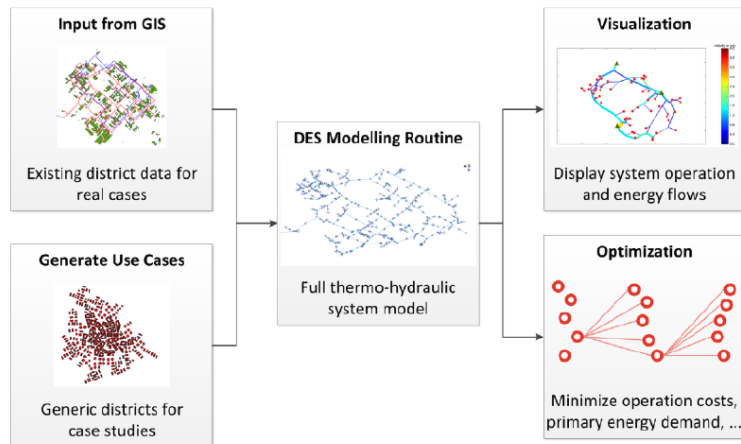 Input from GIS
Existing district data for
real cases
Generate Use Cases
Generic districts for
case studies
DES Modelling Routine
Full thermo-hydraulic
system model
Visualization
Display system operation
and energy flows
Optimization
Minimize operation costs,
primary energy demand, ...